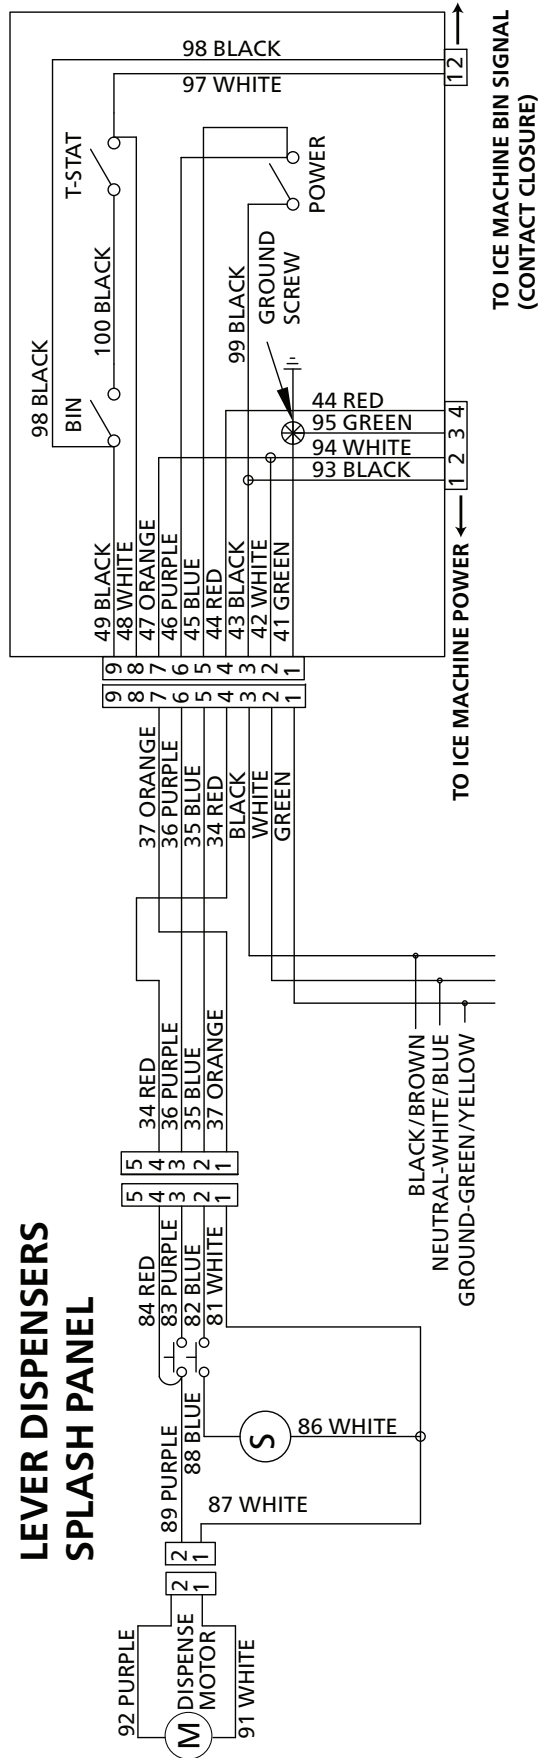 LEVER DISPENSERS
SPLASH PANEL
92 PURPLE
M
DISPENSE
MOTOR
91 WHITE
2
1
2
1
89 PURPLE
88 BLUE
87 WHITE
S
86 WHITE
84 RED
83 PURPLE
82 BLUE
81 WHITE
5
4
3
2
1
5
4
3
2
1
34 RED
36 PURPLE
35 BLUE
37 ORANGE
BLACK/BROWN
NEUTRAL-WHITE/BLUE
GROUND-GREEN/YELLOW
37 ORANGE
36 PURPLE
35 BLUE
34 RED
BLACK
WHITE
GREEN
9
8
7
6
5
4
3
2
1
9
8
7
6
5
4
3
2
1
49 BLACK
48 WHITE
47 ORANGE
46 PURPLE
45 BLUE
44 RED
43 BLACK
42 WHITE
41 GREEN
98 BLACK
BIN
100 BLACK
T-STAT
98 BLACK
97 WHITE
99 BLACK
GROUND
SCREW
POWER
44 RED
95 GREEN
94 WHITE
93 BLACK
1
2
3
4
TO ICE MACHINE POWER
1
2
TO ICE MACHINE BIN SIGNAL
(CONTACT CLOSURE)